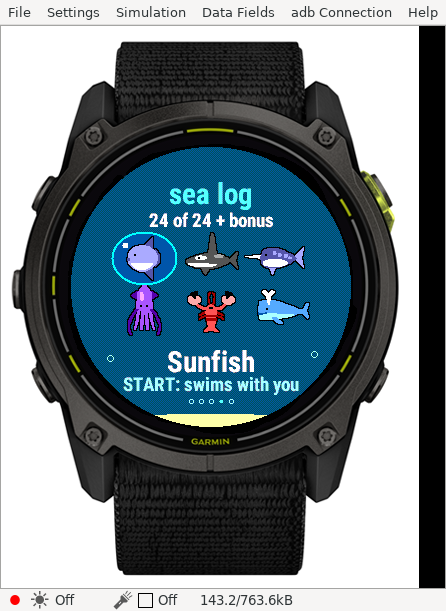 File Settings Simulation Data Fields adb Connection Help
sea log
24 of 24 + bonus
Sunfish
START: swims with you
GARMIN
Off Off 143.2/763.6kB